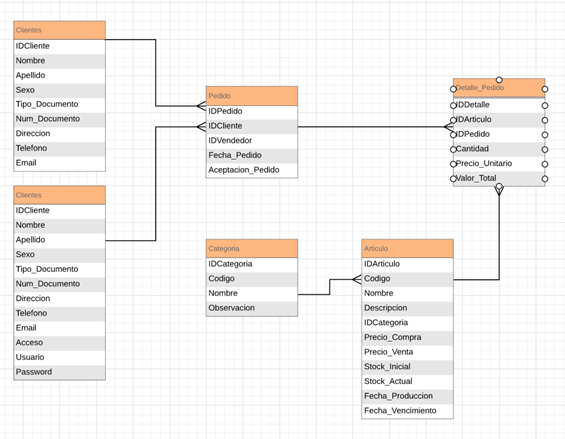 Clientes
IDCliente
Nombre
Apellido
Sexo
Tipo_Documento
Num_Documento
Direccion
Telefono
Email
Pedido
IDPedido
IDCliente
IDVendedor
Fecha_Pedido
Aceptacion_Pedido
Detalle_Pedido
IDDetalle
IDArticulo
IDPedido
Cantidad
Precio_Unitario
Valor_Total
Clientes
IDCliente
Nombre
Apellido
Sexo
Tipo_Documento
Num_Documento
Direccion
Telefono
Email
Acceso
Usuario
Password
Categoria
IDCategoria
Codigo
Nombre
Observacion
Articulo
IDArticulo
Codigo
Nombre
Descripcion
IDCategoria
Precio_Compra
Precio_Venta
Stock_Inicial
Stock_Actual
Fecha_Produccion
Fecha_Vencimiento